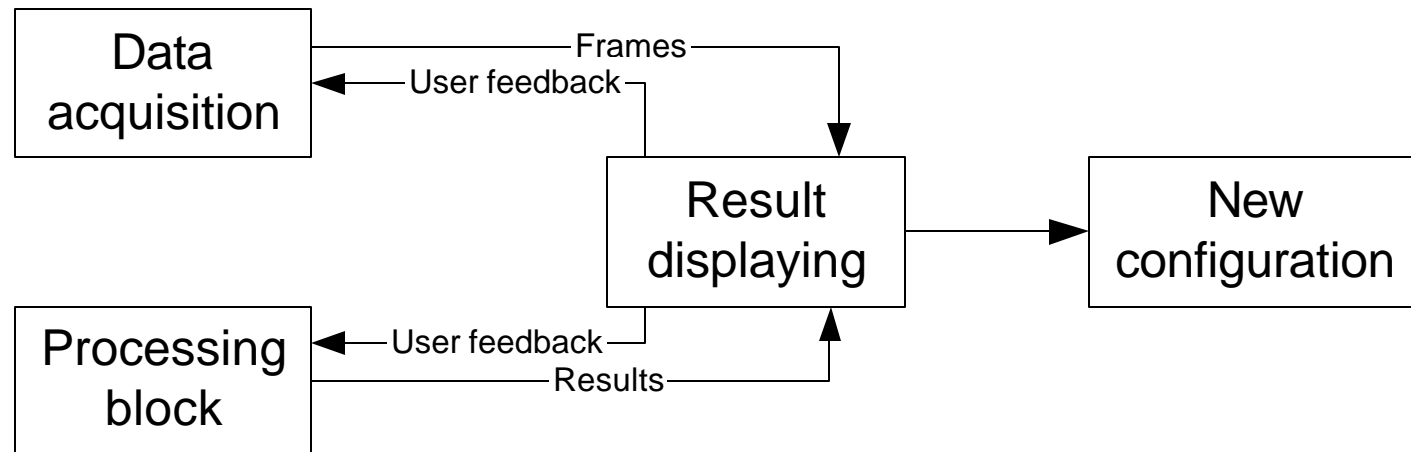 Data
acquisition
Frames
User feedback
Result
displaying
New
configuration
Processing
block
User feedback
Results